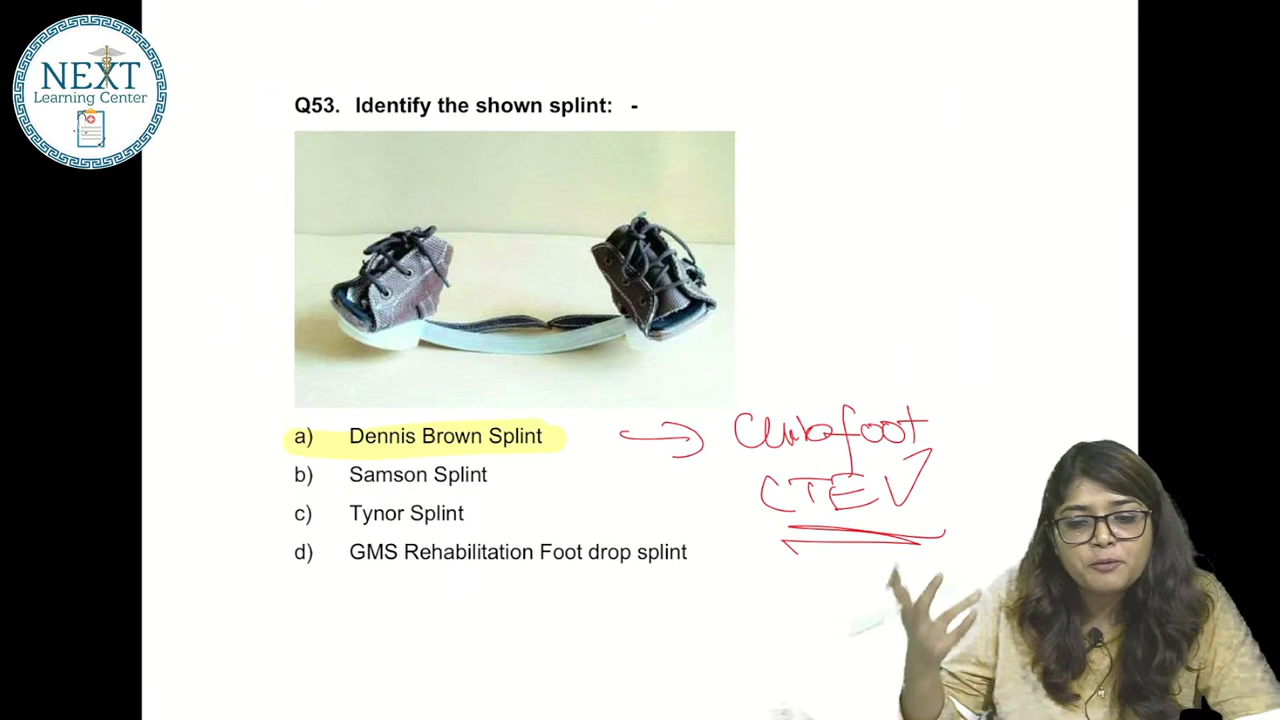 NEXT
Learning Center
Q53. Identify the shown splint: -
a) Dennis Brown Splint
Clubfoot
CTEV
b) Samson Splint
c) Tynor Splint
d) GMS Rehabilitation Foot drop splint